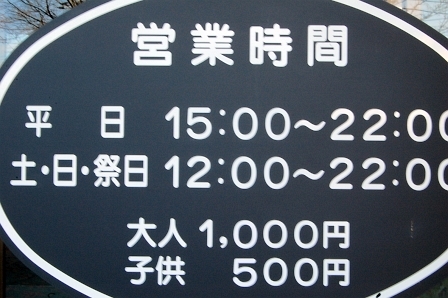 営業時間
平 日 15:00～22:00
土・日・祭日 12:00～22:00
大人 1,000円
子供 500円